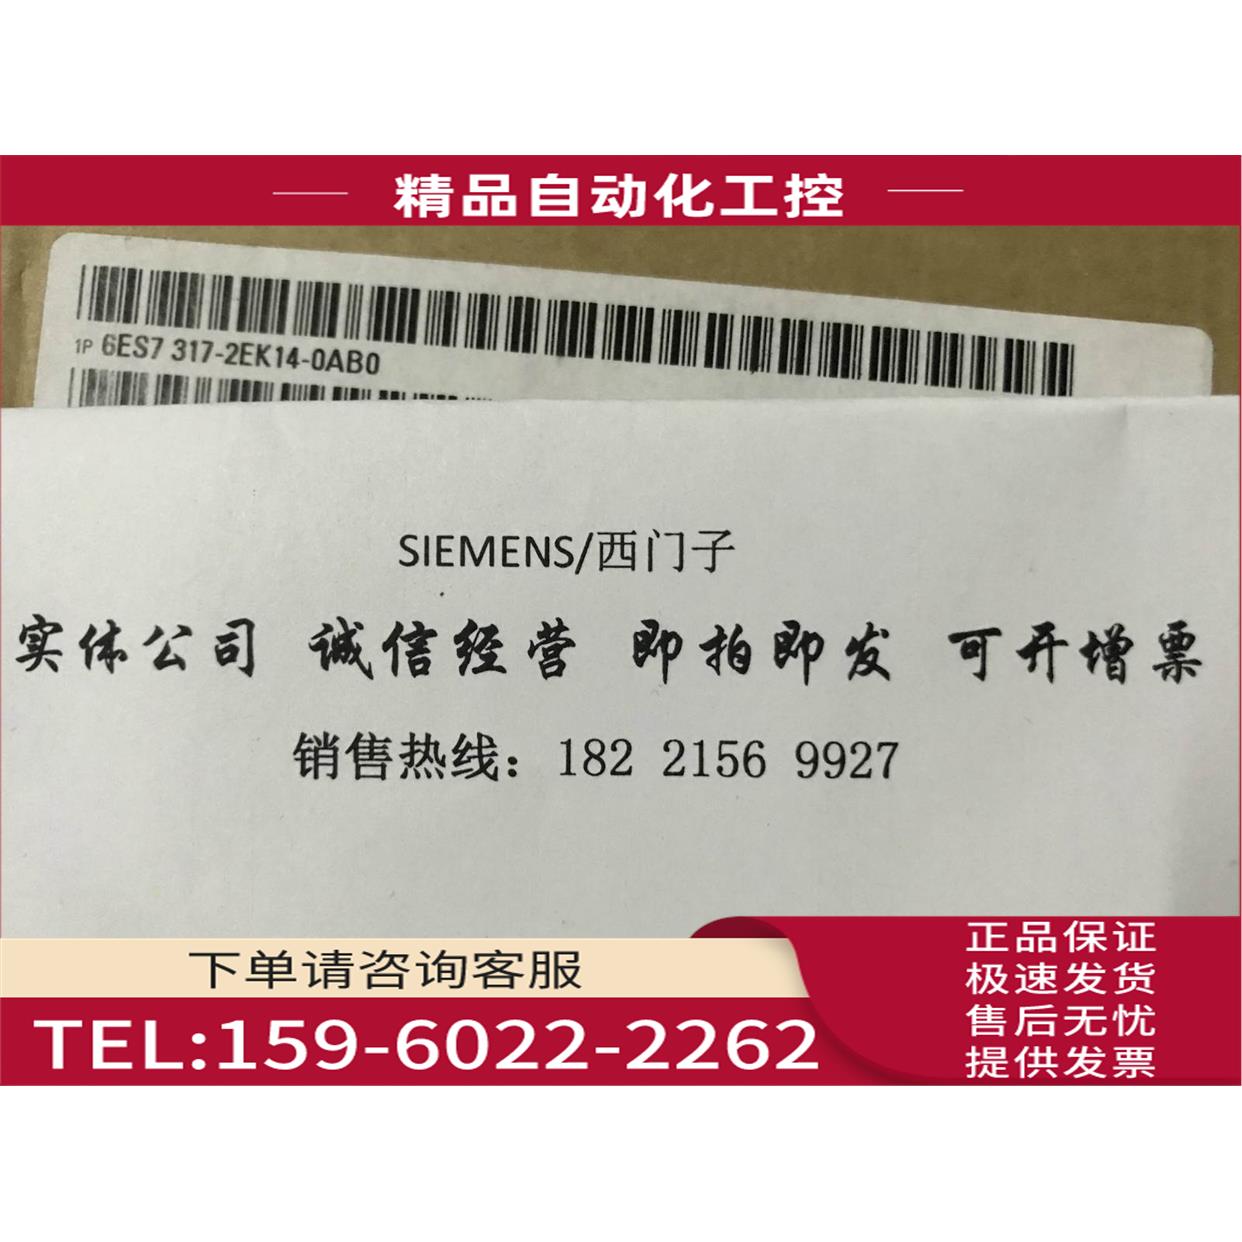 精品自动化工控
1P 6ES7 317-2EK14-0AB0
SIEMENS/西门子
实体公司 诚信经营 即拍即发 可开增票
销售热线：182 2156 9927
下单请咨询客服
TEL:159-6022-2262
正品保证
极速发货
售后无忧
提供发票